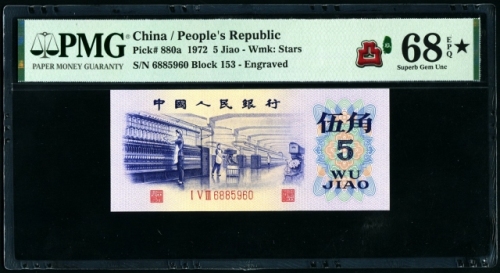 PMG
PAPER MONEY GUARANTY
China / People's Republic
Pick# 880a 1972 5 Jiao - Wmk: Stars
S/N 6885960 Block 153 - Engraved
68 EPQ ★
Superb Gem Unc
中國人民銀行
伍角
5
WU
JIAO
I V III 6885960